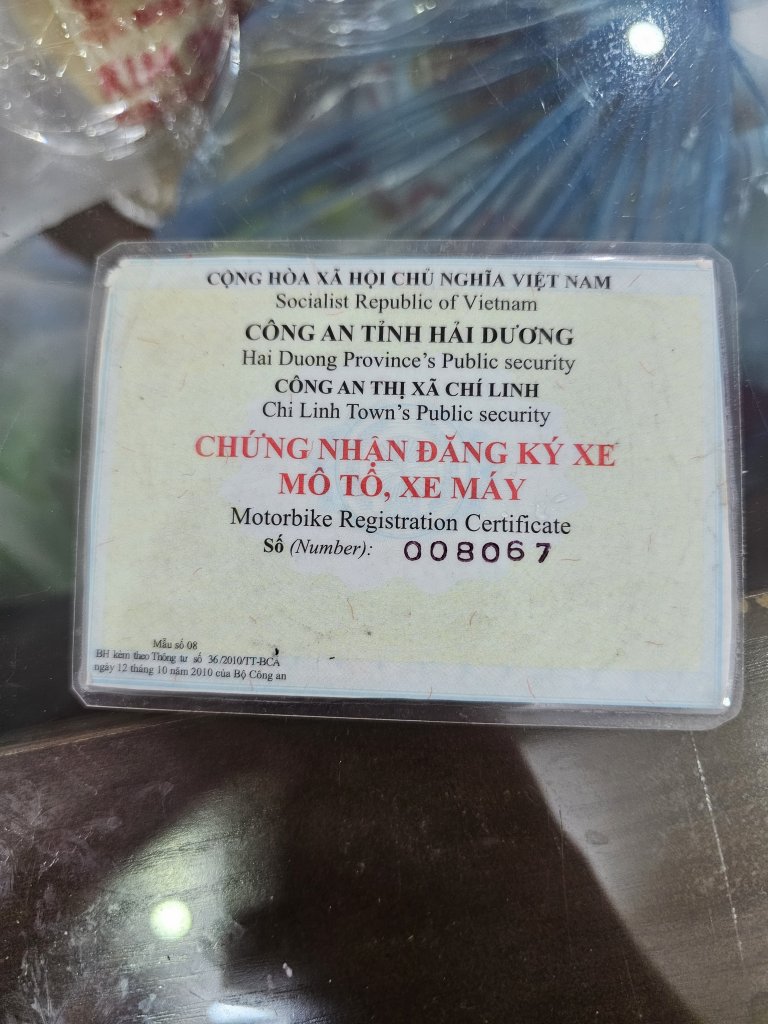 CỘNG HÒA XÃ HỘI CHỦ NGHĨA VIỆT NAM
Socialist Republic of Vietnam
CÔNG AN TỈNH HẢI DƯƠNG
Hai Duong Province's Public security
CÔNG AN THỊ XÃ CHÍ LINH
Chi Linh Town's Public security
CHỨNG NHẬN ĐĂNG KÝ XE
MÔ TÔ, XE MÁY
Motorbike Registration Certificate
Số (Number): 008067
Mẫu số 08
BH kèm theo Thông tư số 36/2010/TT-BCA
ngày 12 tháng 10 năm 2010 của Bộ Công an